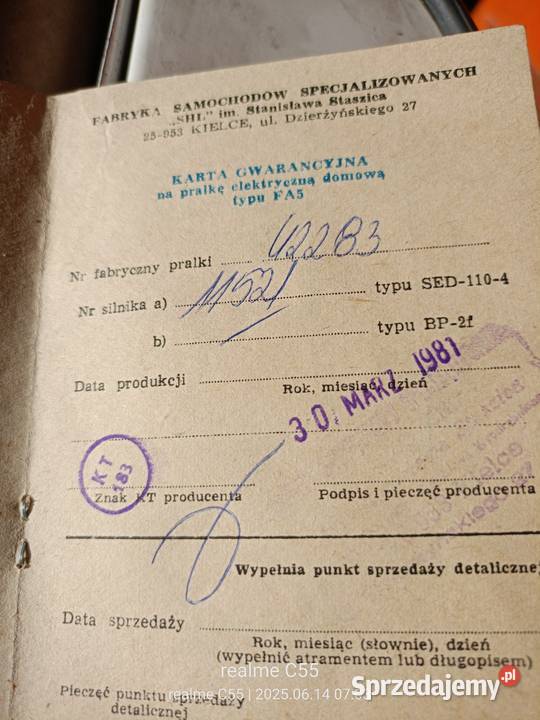 FABRYKA SAMOCHODÓW SPECJALIZOWANYCH
„SHL" im. Stanisława Staszica
25-953 KIELCE, ul. Dzierżyńskiego 27
KARTA GWARANCYJNA
na pralkę elektryczną domową
typu FA5
Nr fabryczny pralki 42283
Nr silnika a) 11521 typu SED-110-4
b) typu BP-2f
Data produkcji
Rok, miesiąc, dzień
30. MARZ. 1981
KT
183
Znak KT producenta
Podpis i pieczęć producenta
Wypełnia punkt sprzedaży detalicznej
Data sprzedaży
Rok, miesiąc (słownie), dzień
(wypełnić atramentem lub długopisem)
Pieczęć punktu sprzedaży
detalicznej
realme C55
realme C55 | 2025.06.14 07:
Sprzedajemy.pl